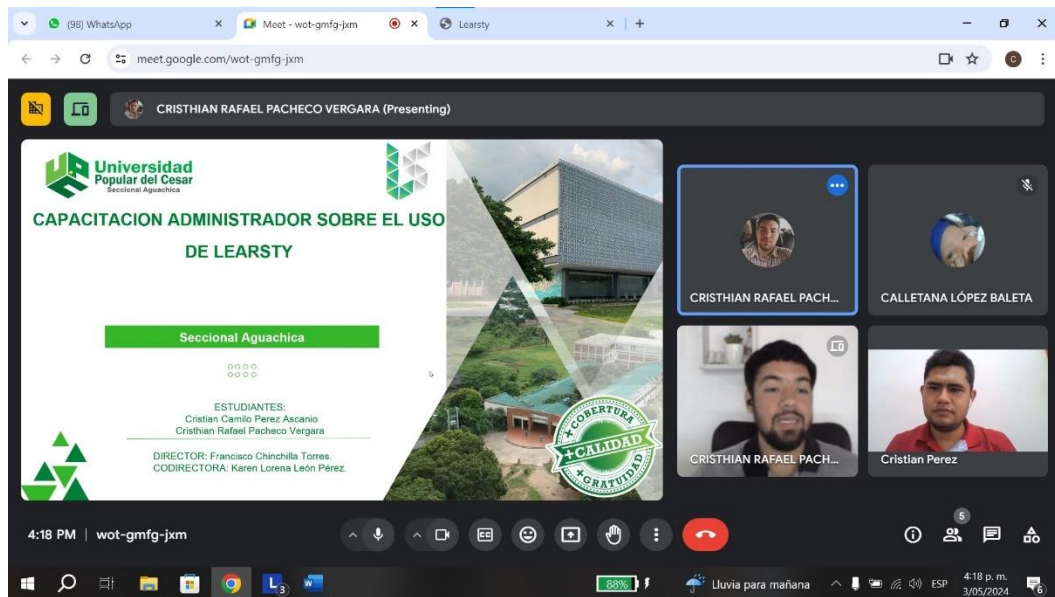 (98) WhatsApp
Meet - wot-gmfg-jxm
Learsty
meet.google.com/wot-gmfg-jxm
C
CRISTHIAN RAFAEL PACHECO VERGARA (Presenting)
UPC
Universidad
Popular del Cesar
Seccional Aguachica
CAPACITACION ADMINISTRADOR SOBRE EL USO
DE LEARSTY
Seccional Aguachica
ESTUDIANTES:
Cristian Camilo Perez Ascanio
Cristhian Rafael Pacheco Vergara
DIRECTOR: Francisco Chinchilla Torres.
CODIRECTORA: Karen Lorena León Pérez.
+COBERTURA
+CALIDAD
+GRATUIDAD
CRISTHIAN RAFAEL PACH...
CALLETANA LÓPEZ BALETA
CRISTHIAN RAFAEL PACH...
Cristian Perez
4:18 PM | wot-gmfg-jxm
CC
5
L
3
W
88%
Lluvia para mañana
ESP
4:18 p. m.
3/05/2024
6